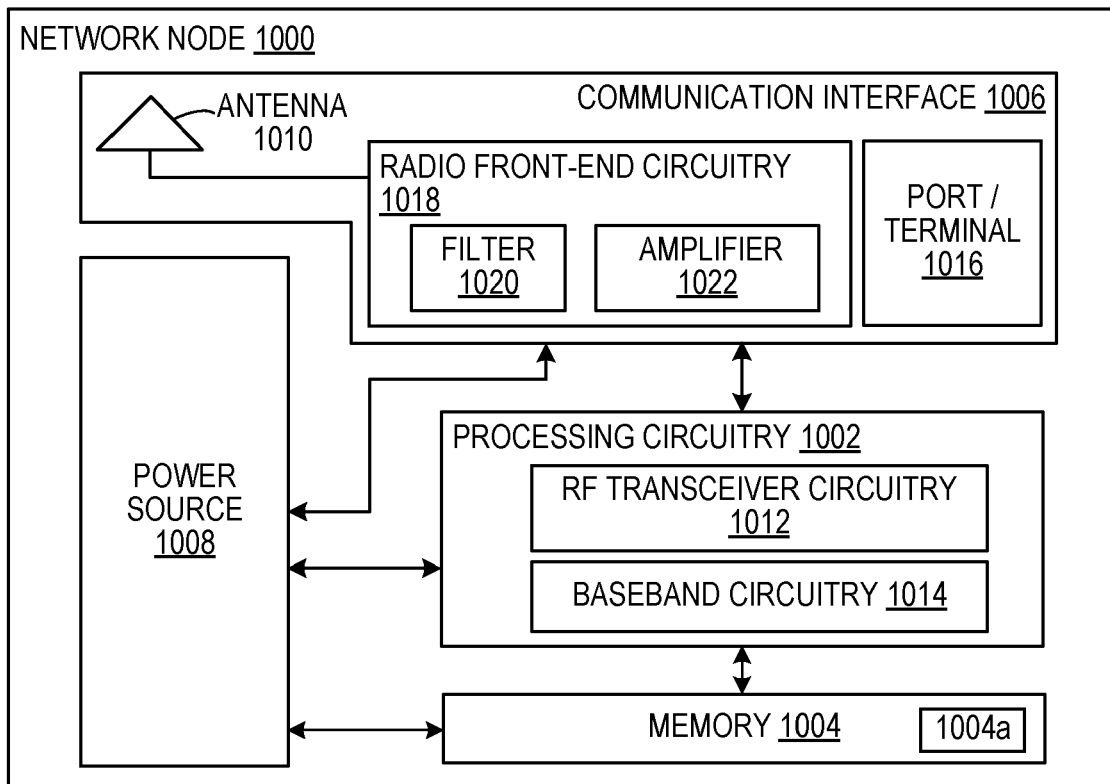 NETWORK NODE 1000
COMMUNICATION INTERFACE 1006
ANTENNA
1010
RADIO FRONT-END CIRCUITRY
1018
FILTER
1020
AMPLIFIER
1022
PORT /
TERMINAL
1016
POWER
SOURCE
1008
PROCESSING CIRCUITRY 1002
RF TRANSCEIVER CIRCUITRY
1012
BASEBAND CIRCUITRY 1014
MEMORY 1004
1004a